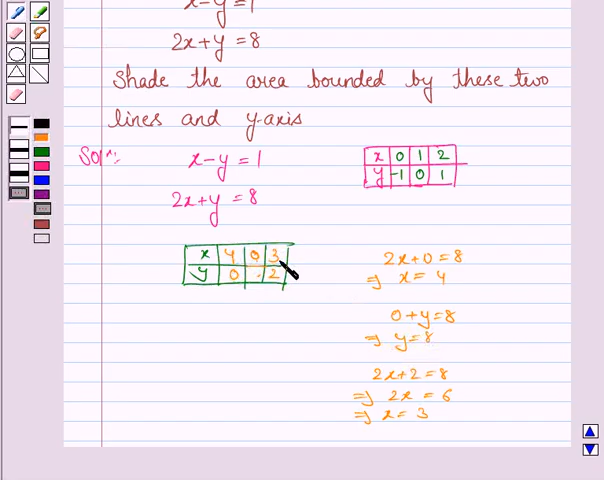 x-y=1
2x+y=8
Shade the area bounded by these two
lines and y-axis
Soln:
x-y=1
2x+y=8
x 0 1 2
y -1 0 1
x 4 0 3
y 0 2
2x+0=8
⇒ x=4
0+y=8
⇒ y=8
2x+2=8
⇒ 2x=6
⇒ x=3